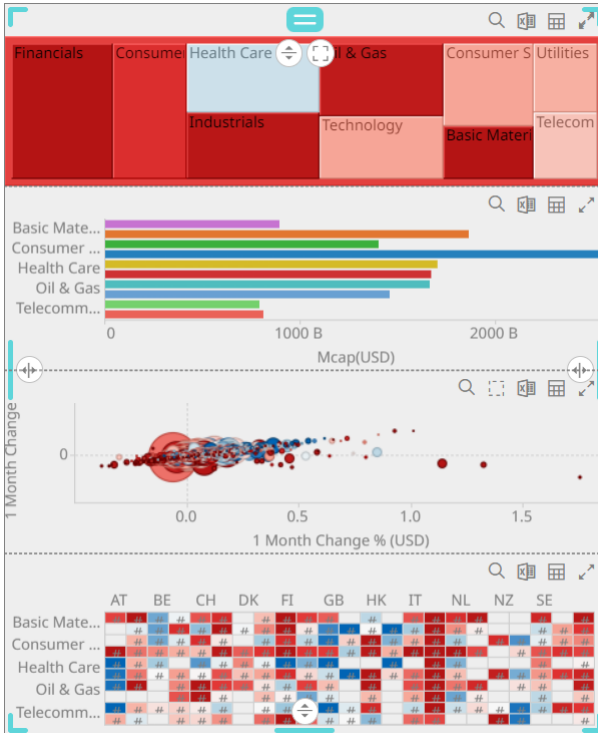 Financials
Consumer
Health Care
Oil & Gas
Consumer S
Utilities
Industrials
Technology
Basic Materi
Telecom
Basic Mate...
Consumer ...
Health Care
Oil & Gas
Telecomm...
0 1000 B 2000 B
Mcap(USD)
1 Month Change
0
0.0 0.5 1.0 1.5
1 Month Change % (USD)
AT BE CH DK FI GB HK IT NL NZ SE
Basic Mate...
Consumer ...
Health Care
Oil & Gas
Telecomm...